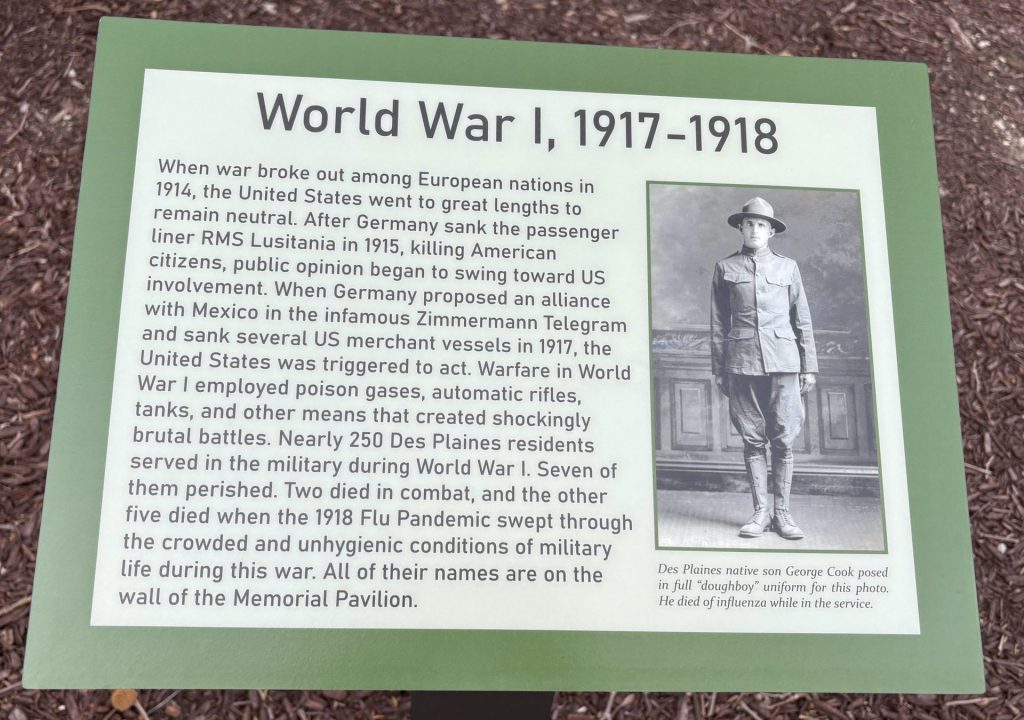 World War I, 1917-1918
When war broke out among European nations in
1914, the United States went to great lengths to
remain neutral. After Germany sank the passenger
liner RMS Lusitania in 1915, killing American
citizens, public opinion began to swing toward US
involvement. When Germany proposed an alliance
with Mexico in the infamous Zimmermann Telegram
and sank several US merchant vessels in 1917, the
United States was triggered to act. Warfare in World
War I employed poison gases, automatic rifles,
tanks, and other means that created shockingly
brutal battles. Nearly 250 Des Plaines residents
served in the military during World War I. Seven of
them perished. Two died in combat, and the other
five died when the 1918 Flu Pandemic swept through
the crowded and unhygienic conditions of military
life during this war. All of their names are on the
wall of the Memorial Pavilion.
Des Plaines native son George Cook posed
in full “doughboy” uniform for this photo.
He died of influenza while in the service.